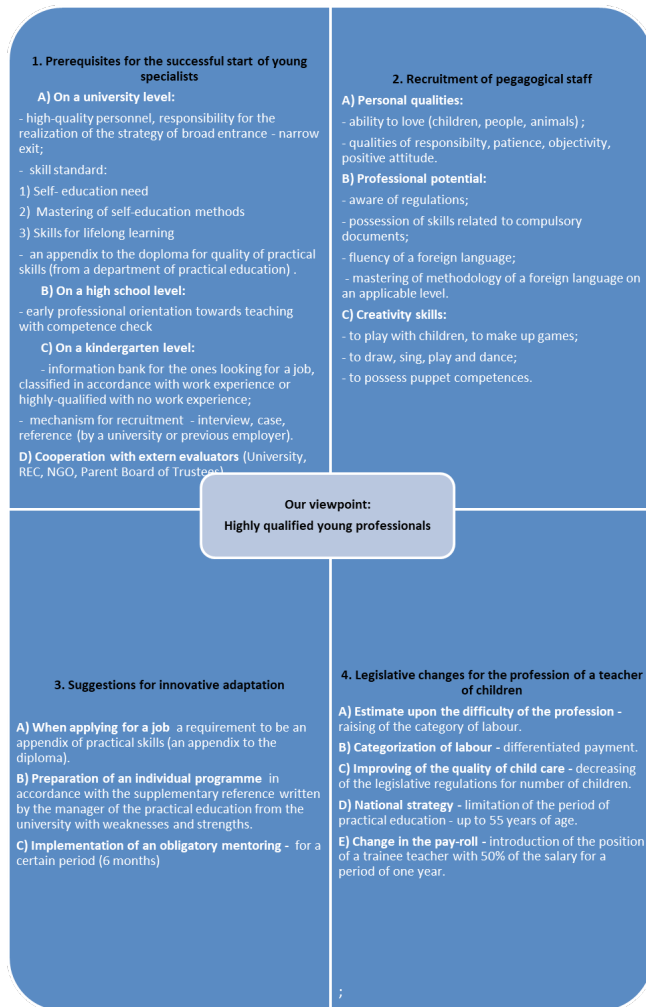 1. Prerequisites for the successful start of young
specialists
A) On a university level:
- high-quality personnel, responsibility for the
realization of the strategy of broad entrance - narrow
exit;
- skill standard:
1) Self- education need
2) Mastering of self-education methods
3) Skills for lifelong learning
- an appendix to the doploma for quality of practical
skills (from a department of practical education) .
B) On a high school level:
- early professional orientation towards teaching
with competence check
C) On a kindergarten level:
- information bank for the ones looking for a job,
classified in accordance with work experience or
highly-qualified with no work experience;
- mechanism for recruitment - interview, case,
reference (by a university or previous employer).
D) Cooperation with extern evaluators (University,
REC, NGO, Parent Board of Trustees)
2. Recruitment of pegagogical staff
A) Personal qualities:
- ability to love (children, people, animals) ;
- qualities of responsibilty, patience, objectivity,
positive attitude.
B) Professional potential:
- aware of regulations;
- possession of skills related to compulsory
documents;
- fluency of a foreign language;
- mastering of methodology of a foreign language on
an applicable level.
C) Creativity skills:
- to play with children, to make up games;
- to draw, sing, play and dance;
- to possess puppet competences.
Our viewpoint:
Highly qualified young professionals
3. Suggestions for innovative adaptation
A) When applying for a job a requirement to be an
appendix of practical skills (an appendix to the
diploma).
B) Preparation of an individual programme in
accordance with the supplementary reference written
by the manager of the practical education from the
university with weaknesses and strengths.
C) Implementation of an obligatory mentoring - for a
certain period (6 months)
4. Legislative changes for the profession of a teacher
of children
A) Estimate upon the difficulty of the profession -
raising of the category of labour.
B) Categorization of labour - differentiated payment.
C) Improving of the quality of child care - decreasing
of the legislative regulations for number of children.
D) National strategy - limitation of the period of
practical education - up to 55 years of age.
E) Change in the pay-roll - introduction of the position
of a trainee teacher with 50% of the salary for a
period of one year.
;